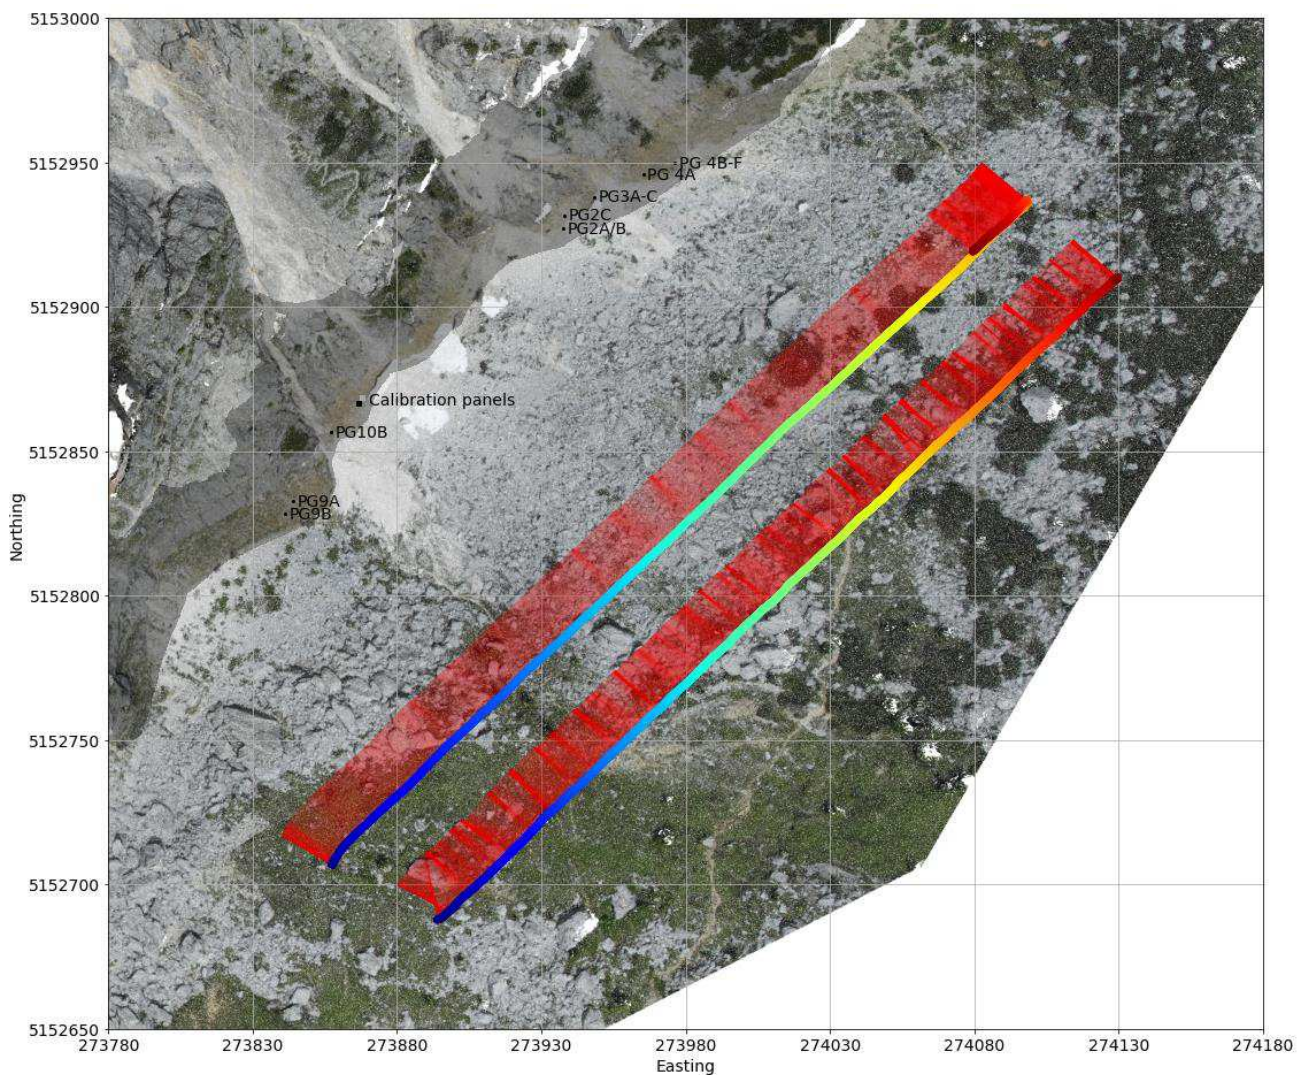 5153000
5152950
5152900
5152850
5152800
5152750
5152700
5152650
Northing
PG 4B-F
PG 4A
PG3A-C
PG2C
PG2A/B
Calibration panels
PG10B
PG9A
PG9B
273780 273830 273880 273930 273980 274030 274080 274130 274180
Easting